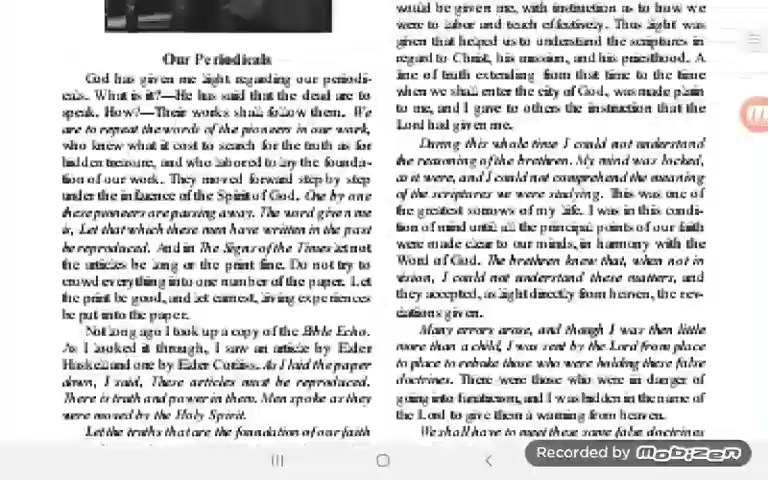 Our Periodicals
God has given me light regarding our periodi-
cals. What is it?—He has said that the dead are to
speak. How?—Their works shall follow them. We
are to repeat the words of the pioneers in our work,
who knew what it cost to search for the truth as for
hidden treasure, and who labored to lay the founda-
tion of our work. They moved forward step by step
under the influence of the Spirit of God. One by one
these pioneers are passing away. The word given me
is, Let that which these men have written in the past
be reproduced. And in The Signs of the Times let not
the articles be long or the print fine. Do not try to
crowd everything into one number of the paper. Let
the print be good, and let earnest, living experiences
be put into the paper.
Not long ago I took up a copy of the Bible Echo.
As I looked it through, I saw an article by Elder
Haskell and one by Elder Corliss. As I laid the paper
down, I said, These articles must be reproduced.
There is truth and power in them. Men spoke as they
were moved by the Holy Spirit.
Let the truths that are the foundation of our faith
would be given me, with instruction as to how we
were to labor and teach effectively. Thus light was
given that helped us to understand the scriptures in
regard to Christ, his mission, and his priesthood. A
line of truth extending from that time to the time
when we shall enter the city of God, was made plain
to me, and I gave to others the instruction that the
Lord had given me.
During this whole time I could not understand
the reasoning of the brethren. My mind was locked,
as it were, and I could not comprehend the meaning
of the scriptures we were studying. This was one of
the greatest sorrows of my life. I was in this condi-
tion of mind until all the principal points of our faith
were made clear to our minds, in harmony with the
Word of God. The brethren knew that, when not in
vision, I could not understand these matters, and
they accepted, as light directly from heaven, the rev-
elations given.
Many errors arose, and though I was then little
more than a child, I was sent by the Lord from place
to place to rebuke those who were holding these false
doctrines. There were those who were in danger of
going into fanaticism, and I was bidden in the name of
the Lord to give them a warning from heaven.
We shall have to meet these same false doctrines
Recorded by MOBIZEN